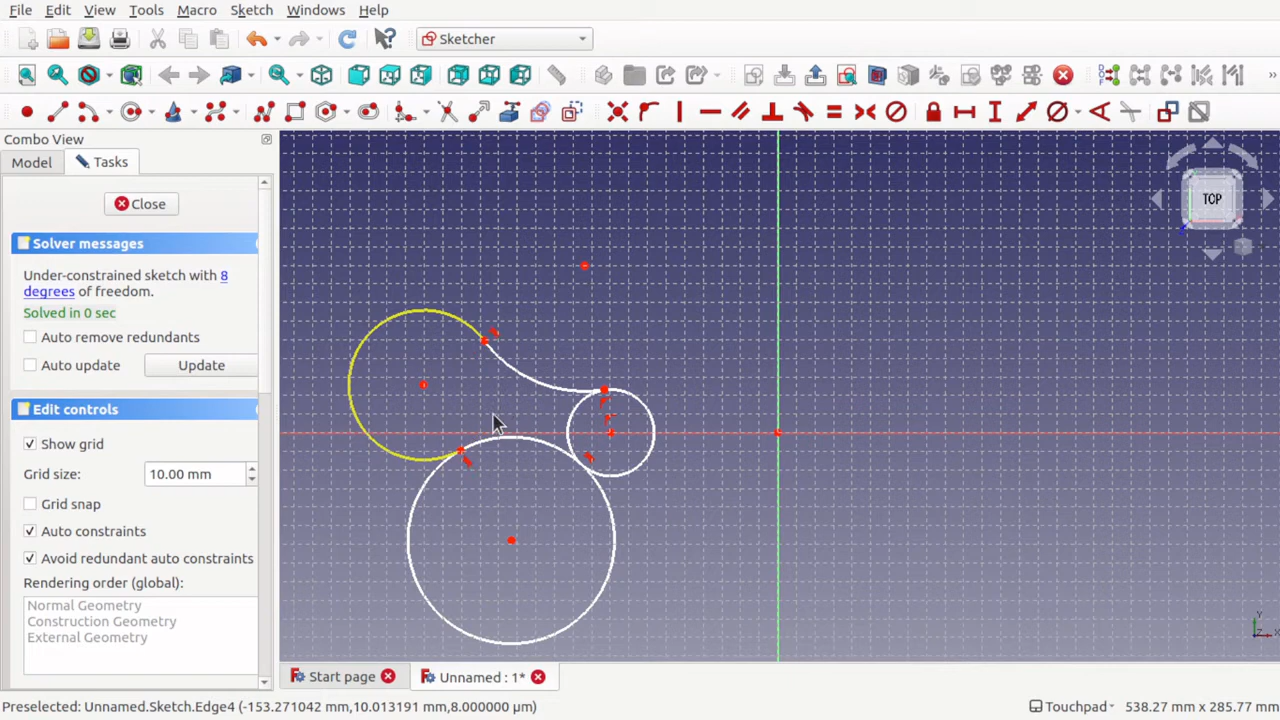 File Edit View Tools Macro Sketch Windows Help
Sketcher
Combo View
Model Tasks
Close
Solver messages
Under-constrained sketch with 8
degrees of freedom.
Solved in 0 sec
Auto remove redundants
Auto update Update
Edit controls
Show grid
Grid size: 10.00 mm
Grid snap
Auto constraints
Avoid redundant auto constraints
Rendering order (global):
Normal Geometry
Construction Geometry
External Geometry
TOP
Y
Z X
Start page Unnamed : 1*
Preselected: Unnamed.Sketch.Edge4 (-153.271042 mm,10.013191 mm,8.000000 µm) Touchpad 538.27 mm x 285.77 mm